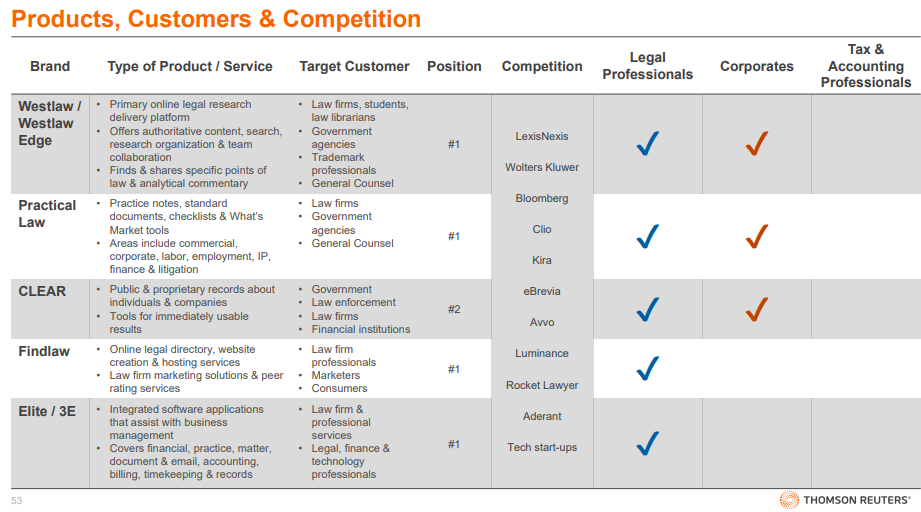 Products, Customers & Competition
Brand
Type of Product / Service
Target Customer
Position
Competition
Legal
Professionals
Corporates
Tax &
Accounting
Professionals
Westlaw /
Westlaw
Edge
• Primary online legal research
delivery platform
• Offers authoritative content, search,
research organization & team
collaboration
• Finds & shares specific points of
law & analytical commentary
• Law firms, students,
law librarians
• Government
agencies
• Trademark
professionals
• General Counsel
#1
Practical
Law
• Practice notes, standard
documents, checklists & What's
Market tools
• Areas include commercial,
corporate, labor, employment, IP,
finance & litigation
• Law firms
• Government
agencies
• General Counsel
#1
CLEAR
• Public & proprietary records about
individuals & companies
• Tools for immediately usable
results
• Government
• Law enforcement
• Law firms
• Financial institutions
#2
Findlaw
• Online legal directory, website
creation & hosting services
• Law firm marketing solutions & peer
rating services
• Law firm
professionals
• Marketers
• Consumers
#1
Elite / 3E
• Integrated software applications
that assist with business
management
• Covers financial, practice, matter,
document & email, accounting,
billing, timekeeping & records
• Law firm &
professional
services
• Legal, finance &
technology
professionals
#1
LexisNexis
Wolters Kluwer
Bloomberg
Clio
Kira
eBrevia
Avvo
Luminance
Rocket Lawyer
Aderant
Tech start-ups
53
THOMSON REUTERS®